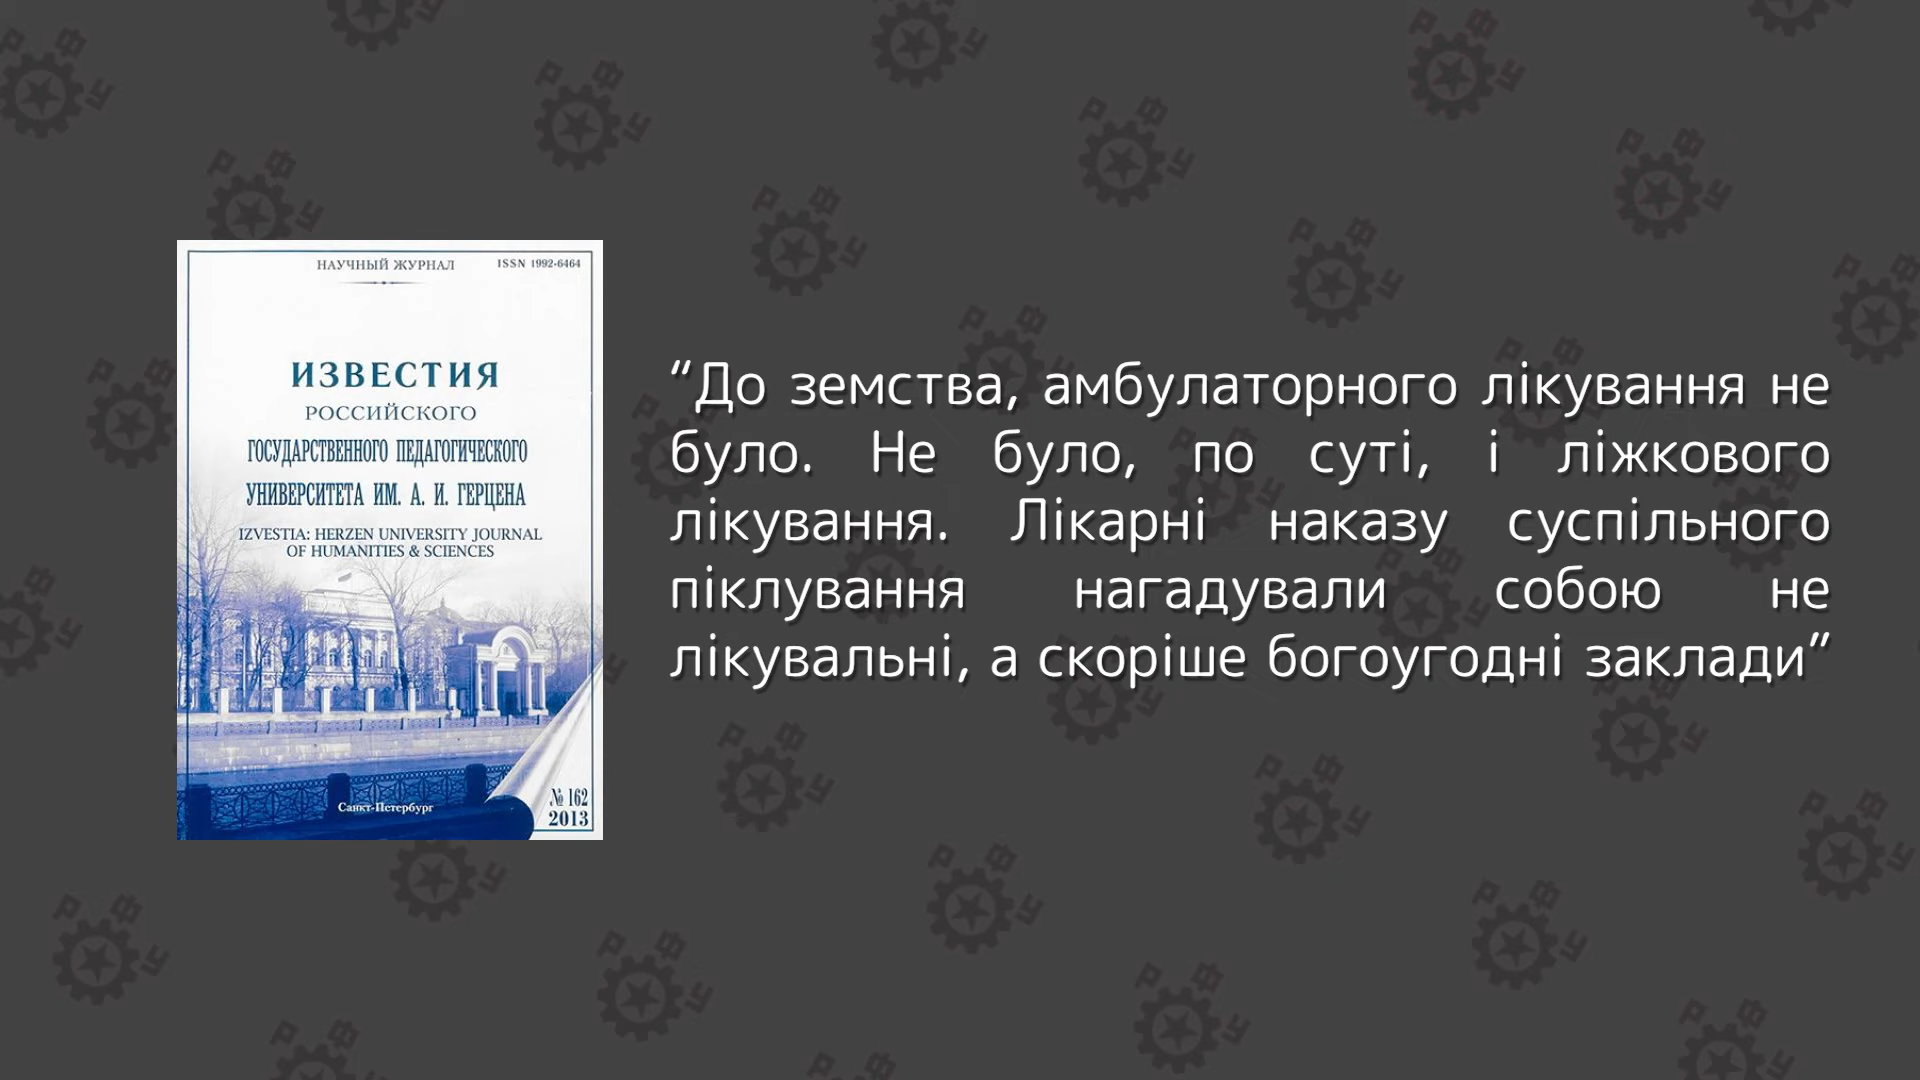 НАУЧНЫЙ ЖУРНАЛ ISSN 1992-6464
ИЗВЕСТИЯ
РОССИЙСКОГО
ГОСУДАРСТВЕННОГО ПЕДАГОГИЧЕСКОГО
УНИВЕРСИТЕТА ИМ. А. И. ГЕРЦЕНА
IZVESTIA: HERZEN UNIVERSITY JOURNAL
OF HUMANITIES & SCIENCES
Санкт-Петербург
№ 162
2013
“До земства, амбулаторного лікування не
було. Не було, по суті, і ліжкового
лікування. Лікарні наказу суспільного
піклування нагадували собою не
лікувальні, а скоріше богоугодні заклади”